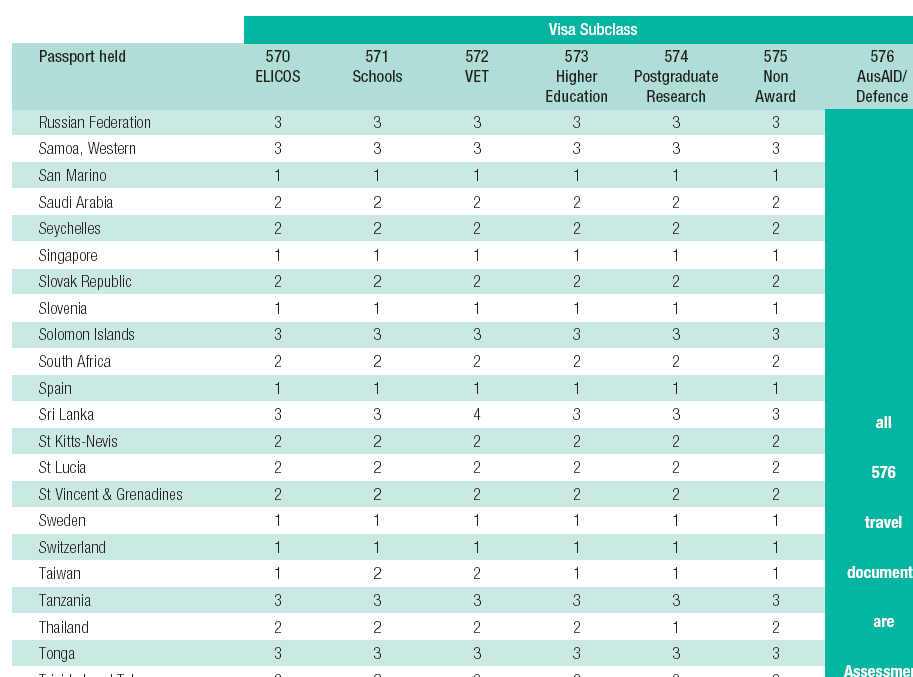 Visa Subclass
Passport held 570 571 572 573 574 575 576
ELICOS Schools VET Higher Postgraduate Non AusAID/
Education Research Award Defence
Russian Federation 3 3 3 3 3 3
Samoa, Western 3 3 3 3 3 3
San Marino 1 1 1 1 1 1
Saudi Arabia 2 2 2 2 2 2
Seychelles 2 2 2 2 2 2
Singapore 1 1 1 1 1 1
Slovak Republic 2 2 2 2 2 2
Slovenia 1 1 1 1 1 1
Solomon Islands 3 3 3 3 3 3
South Africa 2 2 2 2 2 2
Spain 1 1 1 1 1 1
Sri Lanka 3 3 4 3 3 3
all
St Kitts-Nevis 2 2 2 2 2 2
St Lucia 2 2 2 2 2 2
576
St Vincent & Grenadines 2 2 2 2 2 2
Sweden 1 1 1 1 1 1
travel
Switzerland 1 1 1 1 1 1
Taiwan 1 2 2 1 1 1
document
Tanzania 3 3 3 3 3 3
Thailand 2 2 2 2 1 2
are
Tonga 3 3 3 3 3 3